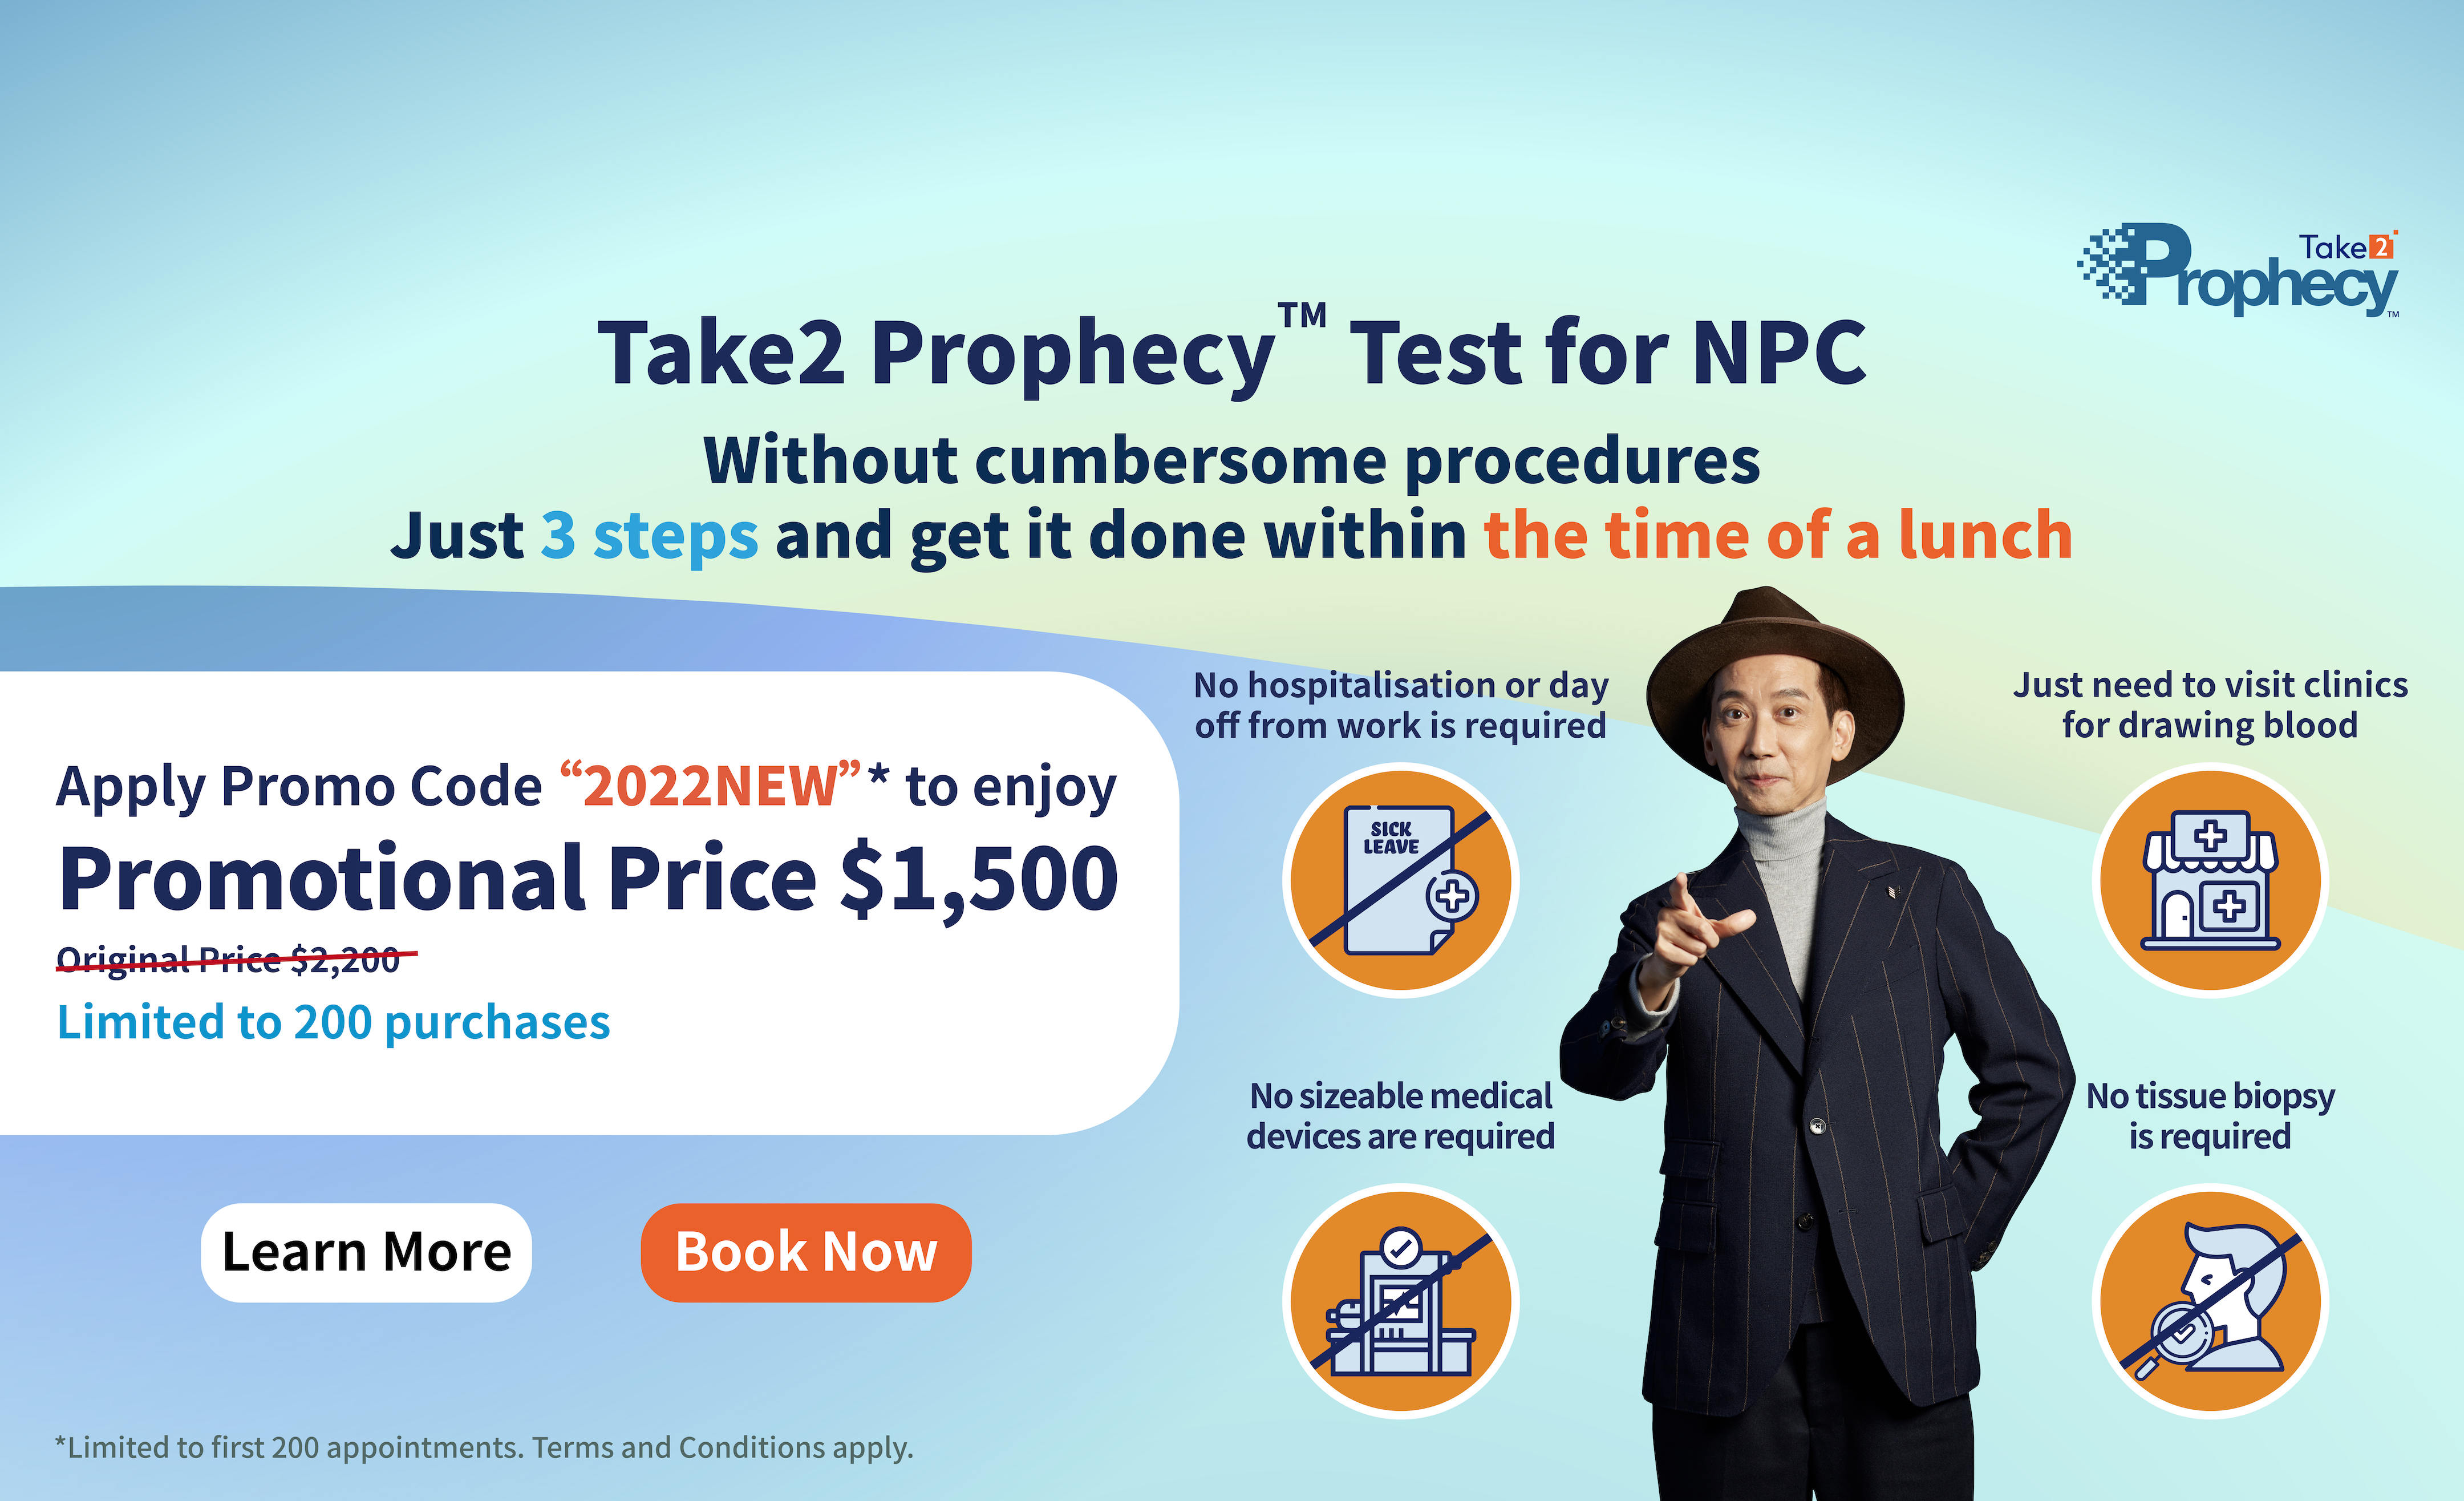 Take2
Prophecy™
Take2 Prophecy™ Test for NPC
Without cumbersome procedures
Just 3 steps and get it done within the time of a lunch
Apply Promo Code “2022NEW”* to enjoy
Promotional Price $1,500
Original Price $2,200
Limited to 200 purchases
Learn More
Book Now
*Limited to first 200 appointments. Terms and Conditions apply.
No hospitalisation or day
off from work is required
SICK
LEAVE
Just need to visit clinics
for drawing blood
No sizeable medical
devices are required
No tissue biopsy
is required